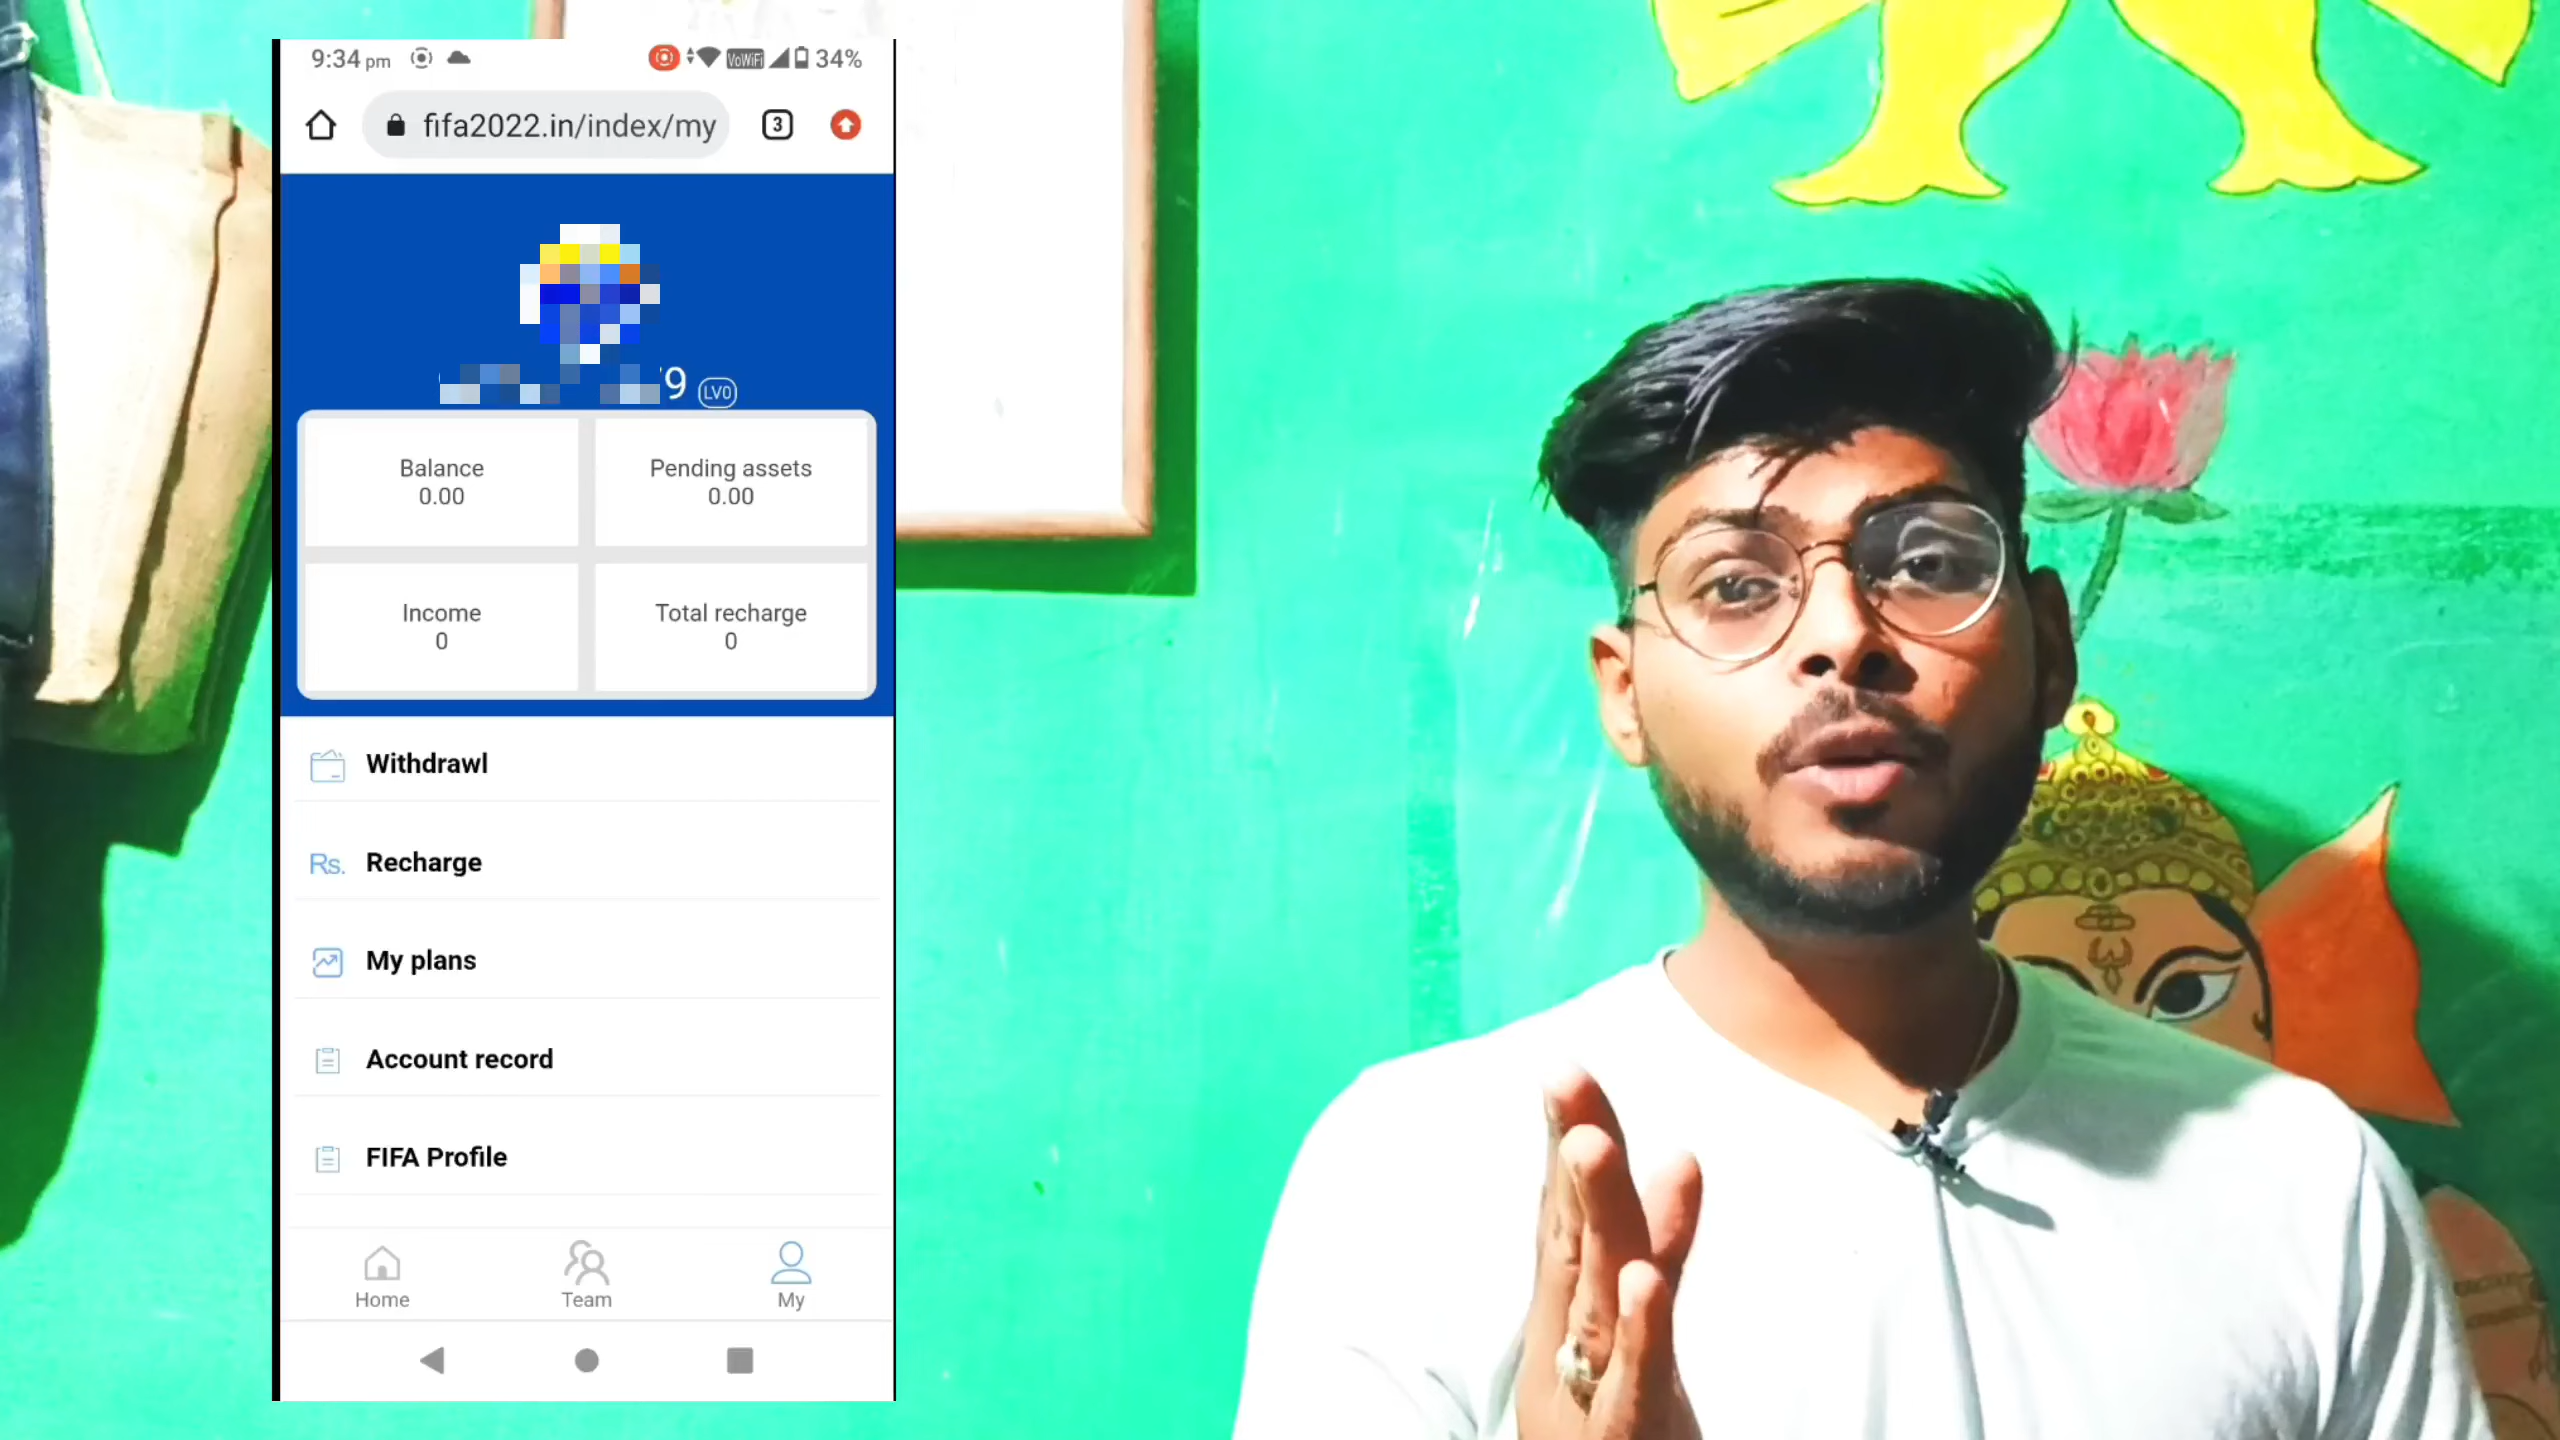 9:34 pm VoWiFi 34%
fifa2022.in/index/my 3
9 LV0
Balance Pending assets
0.00 0.00
Income Total recharge
0 0
Withdrawl
Rs. Recharge
My plans
Account record
FIFA Profile
Home Team My